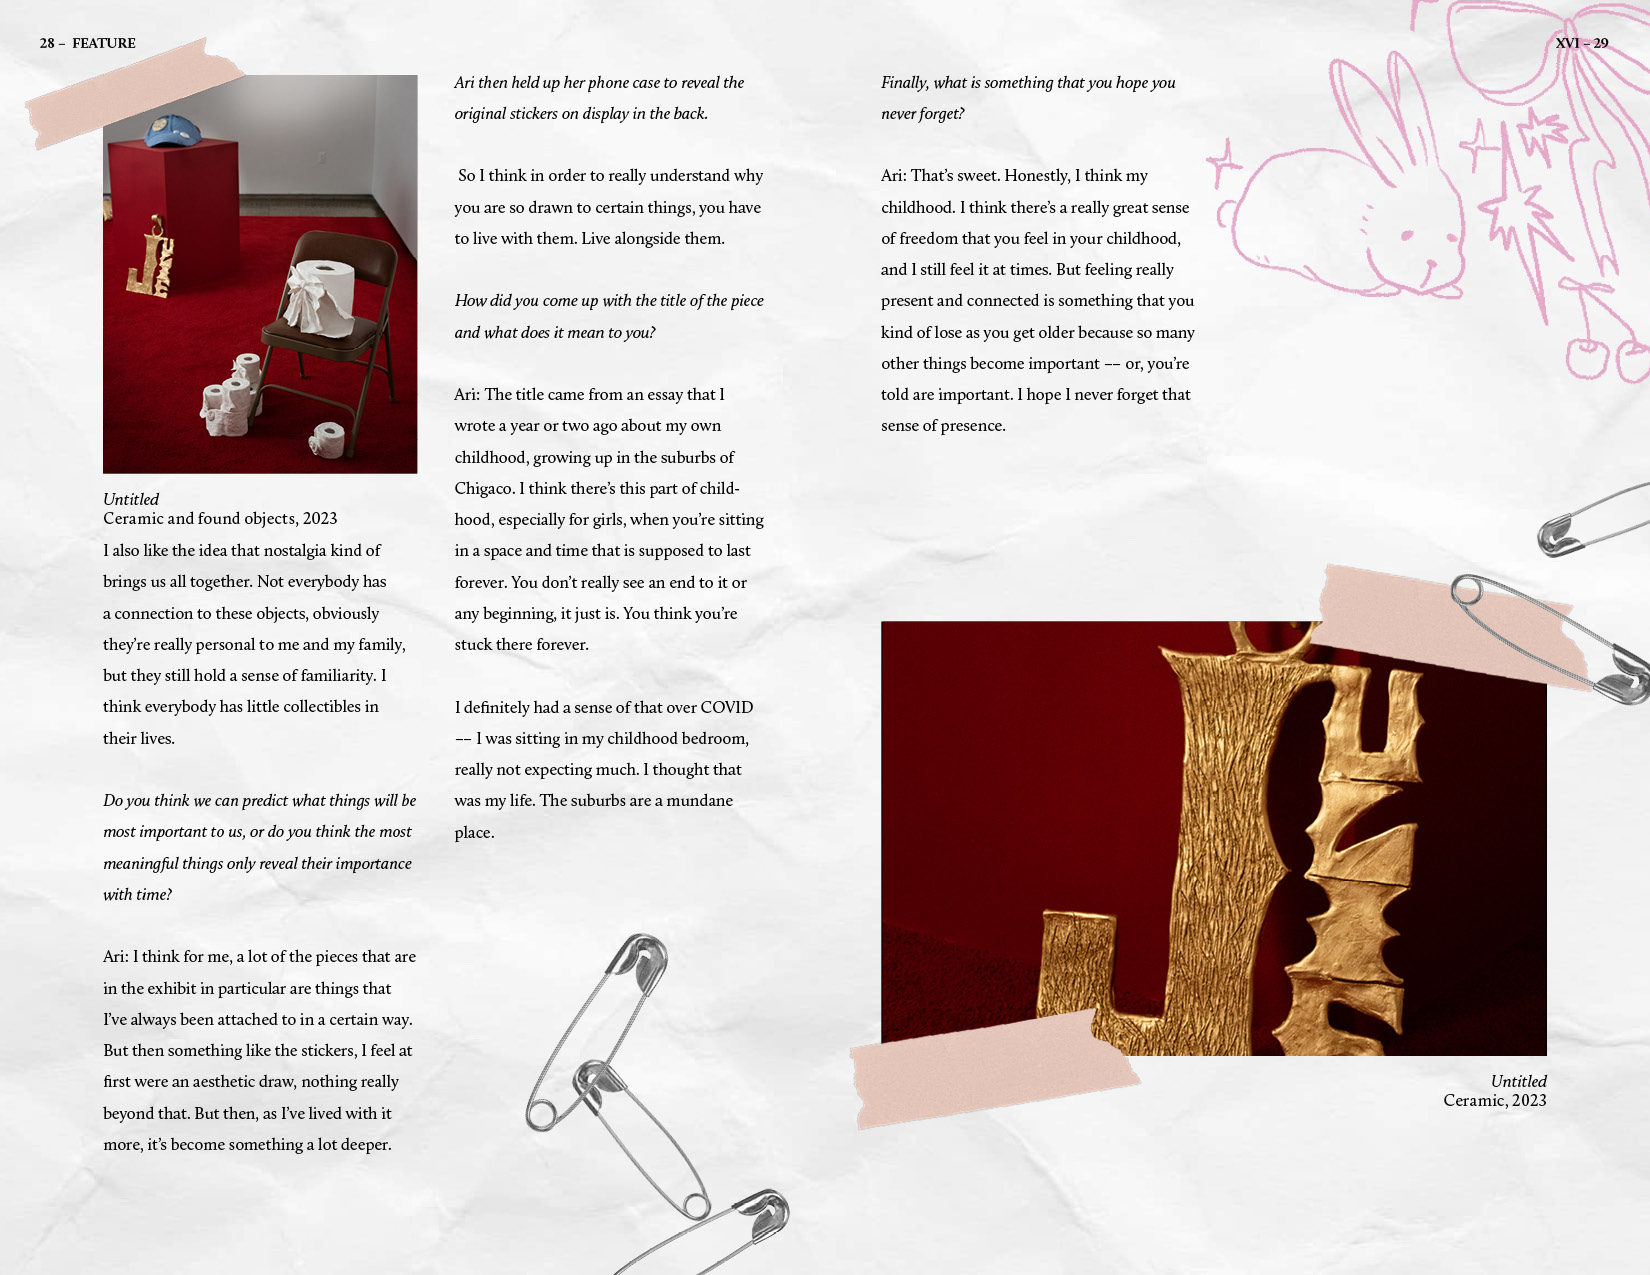 28 – FEATURE
Untitled
Ceramic and found objects, 2023
I also like the idea that nostalgia kind of
brings us all together. Not everybody has
a connection to these objects, obviously
they’re really personal to me and my family,
but they still hold a sense of familiarity. I
think everybody has little collectibles in
their lives.
Do you think we can predict what things will be
most important to us, or do you think the most
meaningful things only reveal their importance
with time?
Ari: I think for me, a lot of the pieces that are
in the exhibit in particular are things that
I’ve always been attached to in a certain way.
But then something like the stickers, I feel at
first were an aesthetic draw, nothing really
beyond that. But then, as I’ve lived with it
more, it’s become something a lot deeper.
Ari then held up her phone case to reveal the
original stickers on display in the back.
So I think in order to really understand why
you are so drawn to certain things, you have
to live with them. Live alongside them.
How did you come up with the title of the piece
and what does it mean to you?
Ari: The title came from an essay that I
wrote a year or two ago about my own
childhood, growing up in the suburbs of
Chigaco. I think there’s this part of child-
hood, especially for girls, when you’re sitting
in a space and time that is supposed to last
forever. You don’t really see an end to it or
any beginning, it just is. You think you’re
stuck there forever.
I definitely had a sense of that over COVID
–– I was sitting in my childhood bedroom,
really not expecting much. I thought that
was my life. The suburbs are a mundane
place.
XVI – 29
Finally, what is something that you hope you
never forget?
Ari: That’s sweet. Honestly, I think my
childhood. I think there’s a really great sense
of freedom that you feel in your childhood,
and I still feel it at times. But feeling really
present and connected is something that you
kind of lose as you get older because so many
other things become important –– or, you’re
told are important. I hope I never forget that
sense of presence.
Untitled
Ceramic, 2023